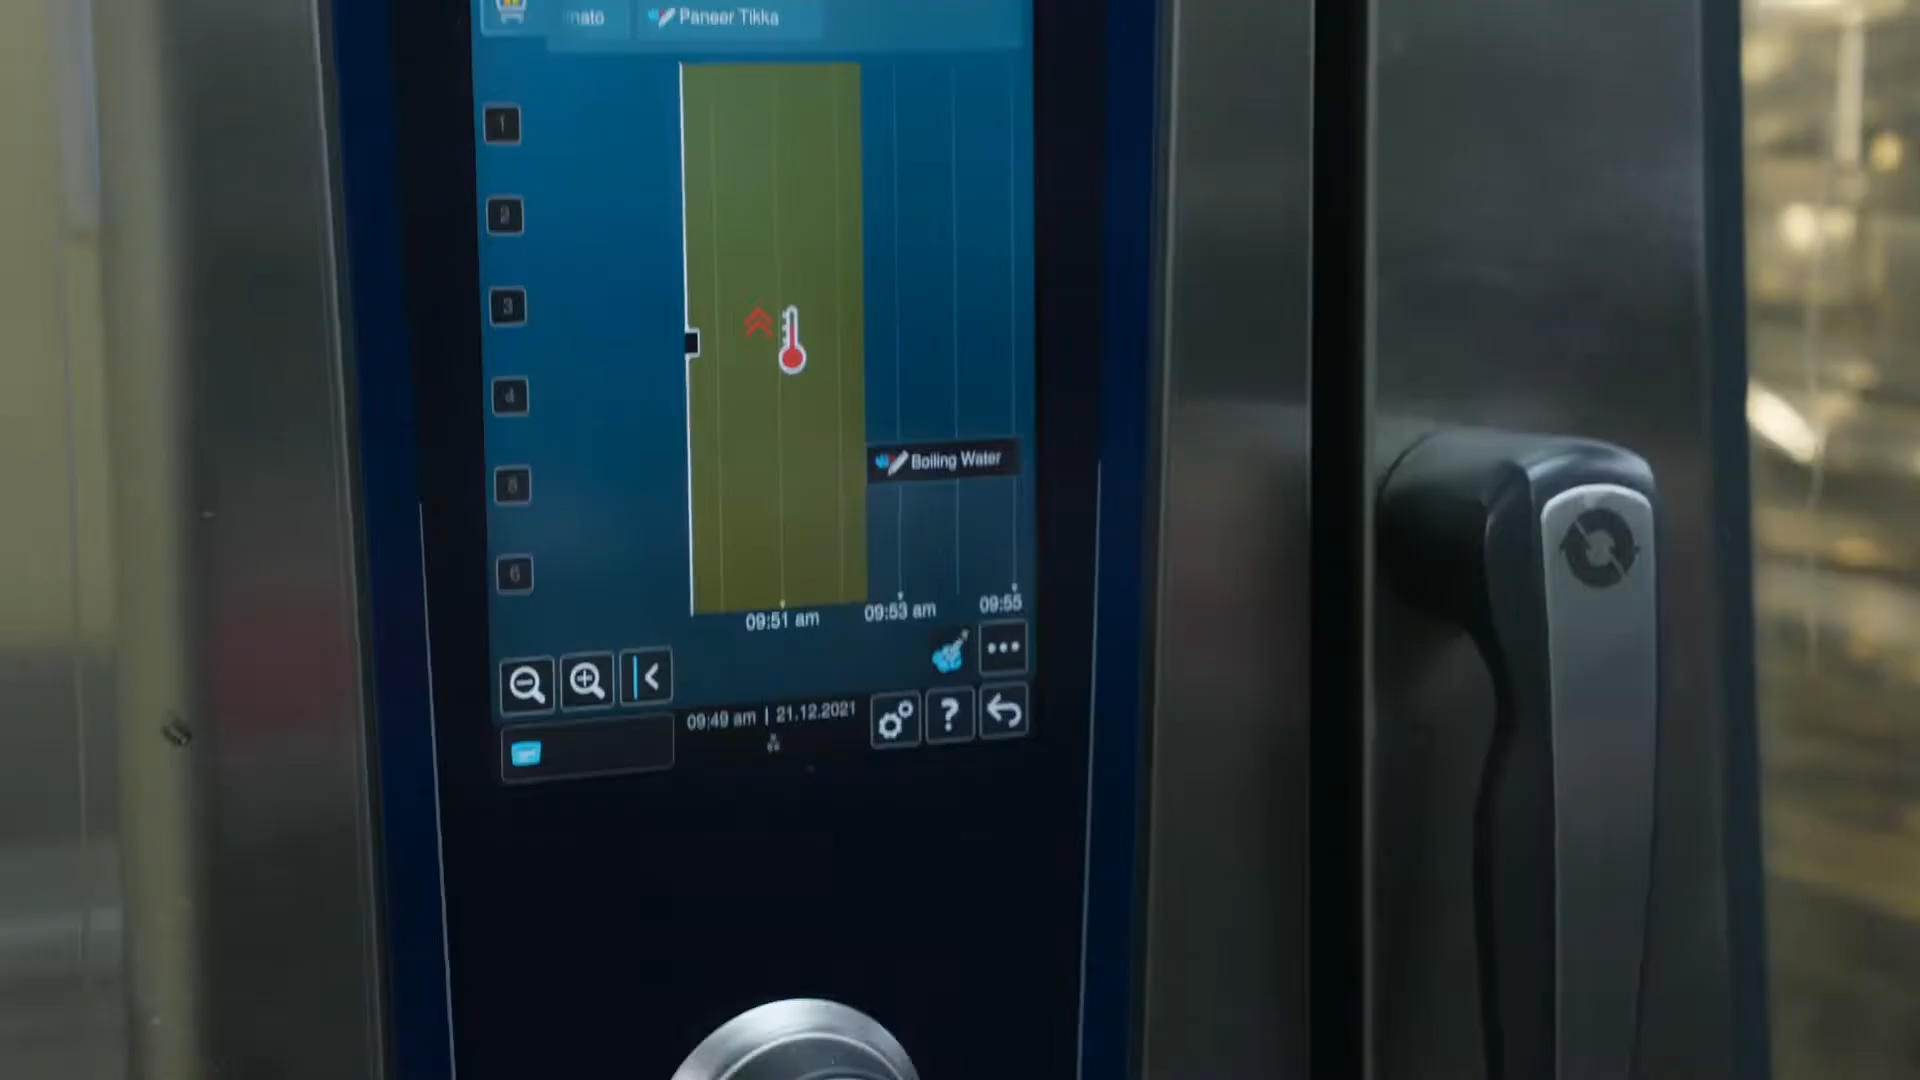 mato
Paneer Tikka
1
2
3
4
Boiling Water
5
6
09:51 am
09:53 am
09:55
09:49 am | 21.12.2021
?